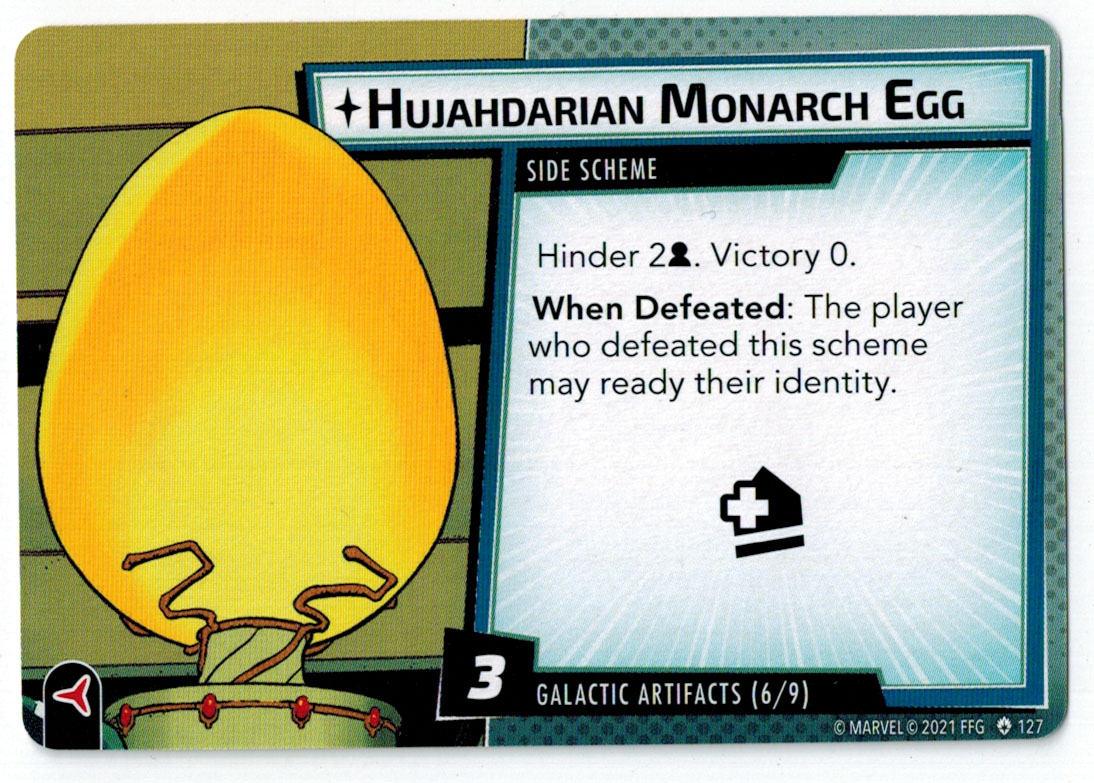 HUJAHDARIAN MONARCH EGG
SIDE SCHEME
Hinder 2. Victory 0.
When Defeated: The player
who defeated this scheme
may ready their identity.
3
GALACTIC ARTIFACTS (6/9)
© MARVEL © 2021 FFG 127